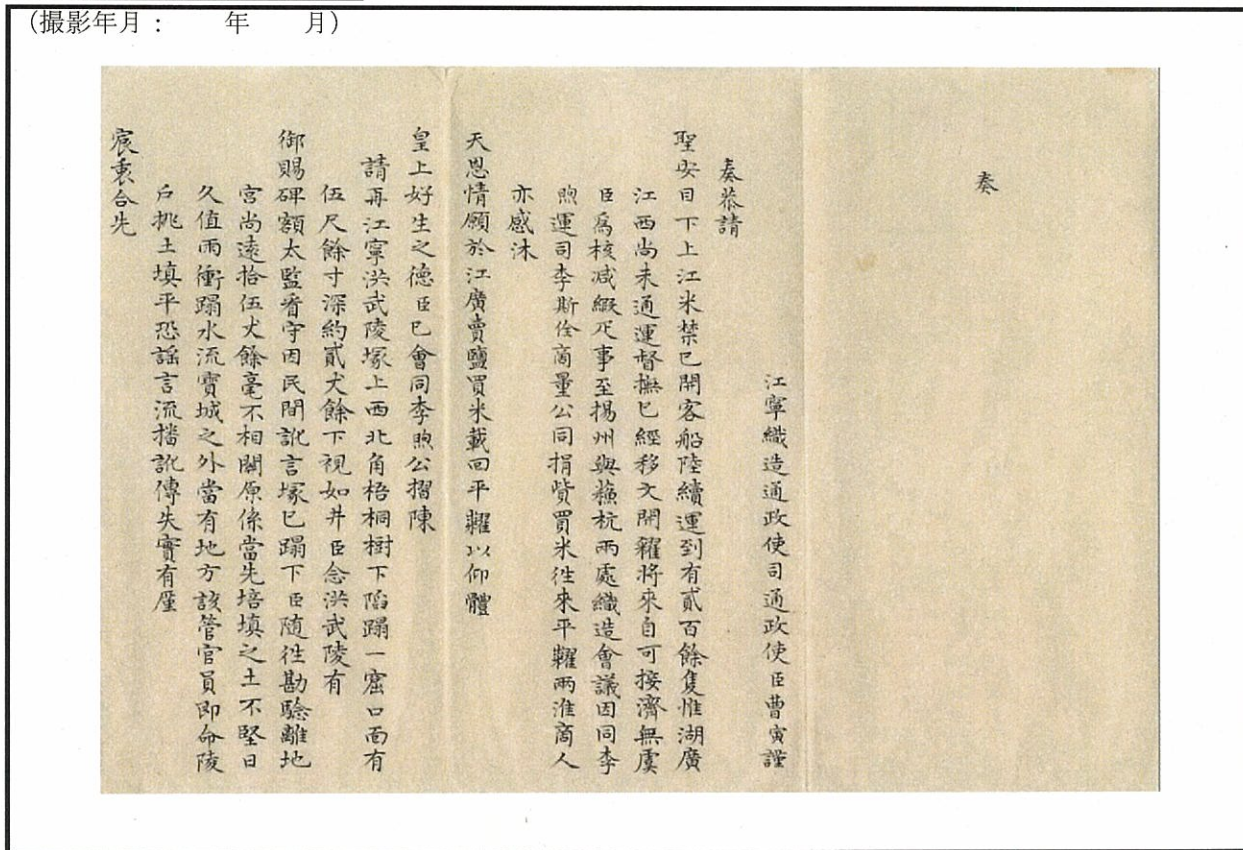 (撮影年月：　　年　　月)
奏
江寧織造通政使司通政使臣曹寅謹
奏恭請
聖安目下上江米禁已開客船陸續運到有貳百餘隻惟湖廣
江西尚未通運督撫已經移文開糴將來自可接濟無虞
臣爲核減緞疋事至揚州與蘓杭兩處織造會議因同李
煦運司李斯佺商量公同捐貲買米徃來平糶兩淮商人
亦感沐
天恩情願於江廣賣鹽買米載回平糶以仰體
皇上好生之德臣已會同李煦公摺陳
請再江寧洪武陵塚上西北角梧桐樹下陷蹋一窟口面有
伍尺餘寸深約貳丈餘下視如井臣念洪武陵有
御賜碑額太監看守因民間訛言塚已蹋下臣随徃勘驗離地
宮尚遠拾伍丈餘毫不相關原係當先培填之土不堅日
久值雨衝蹋水流寶城之外當有地方該管官員即命陵
戶挑土填平恐謡言流播訛傳失實有廑
宸衷合先